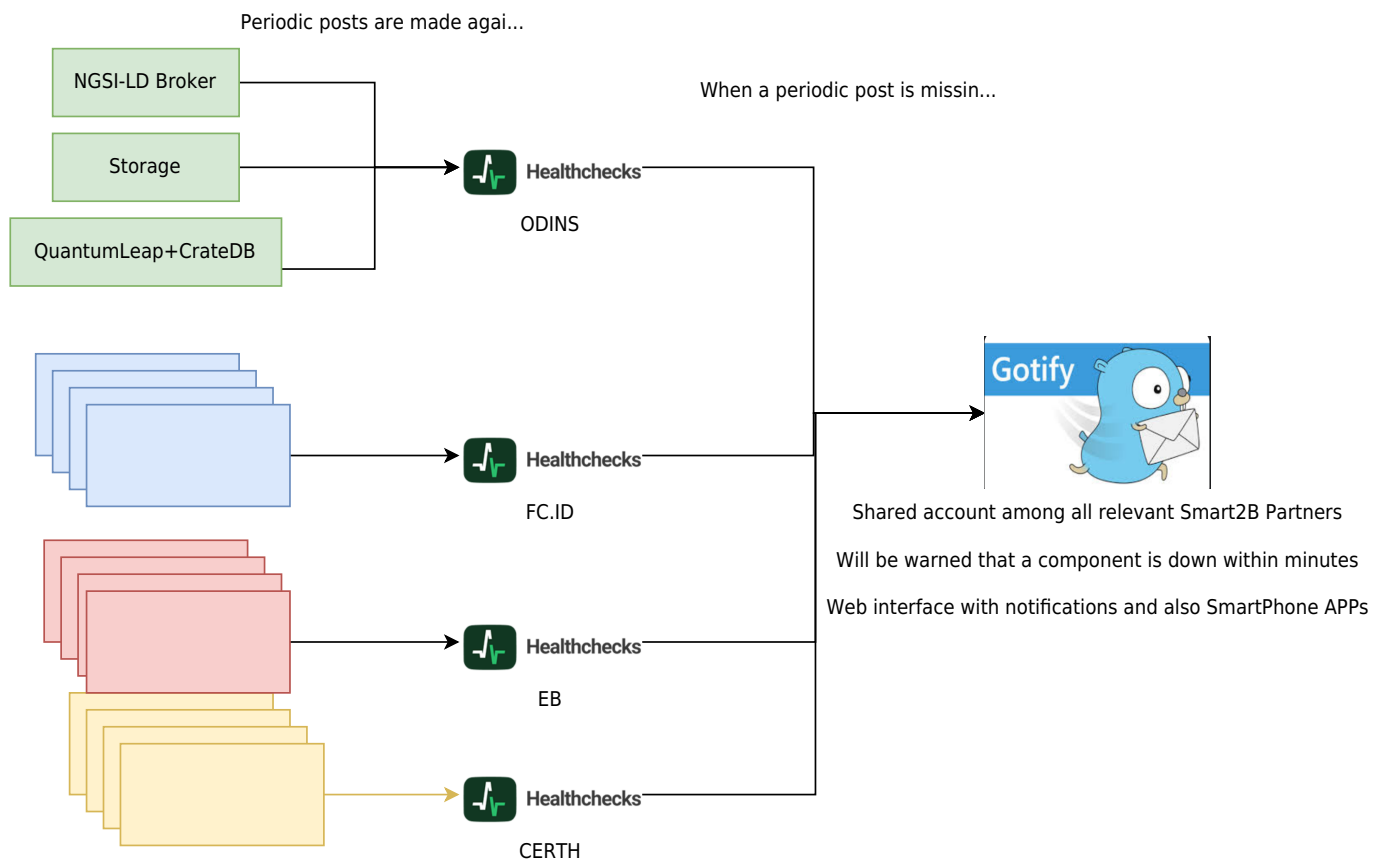 Periodic posts are made agai...
NGSI-LD Broker
When a periodic post is missin...
Storage
Healthchecks
ODINS
QuantumLeap+CrateDB
Gotify
Healthchecks
FC.ID
Shared account among all relevant Smart2B Partners
Will be warned that a component is down within minutes
Web interface with notifications and also SmartPhone APPs
Healthchecks
EB
Healthchecks
CERTH